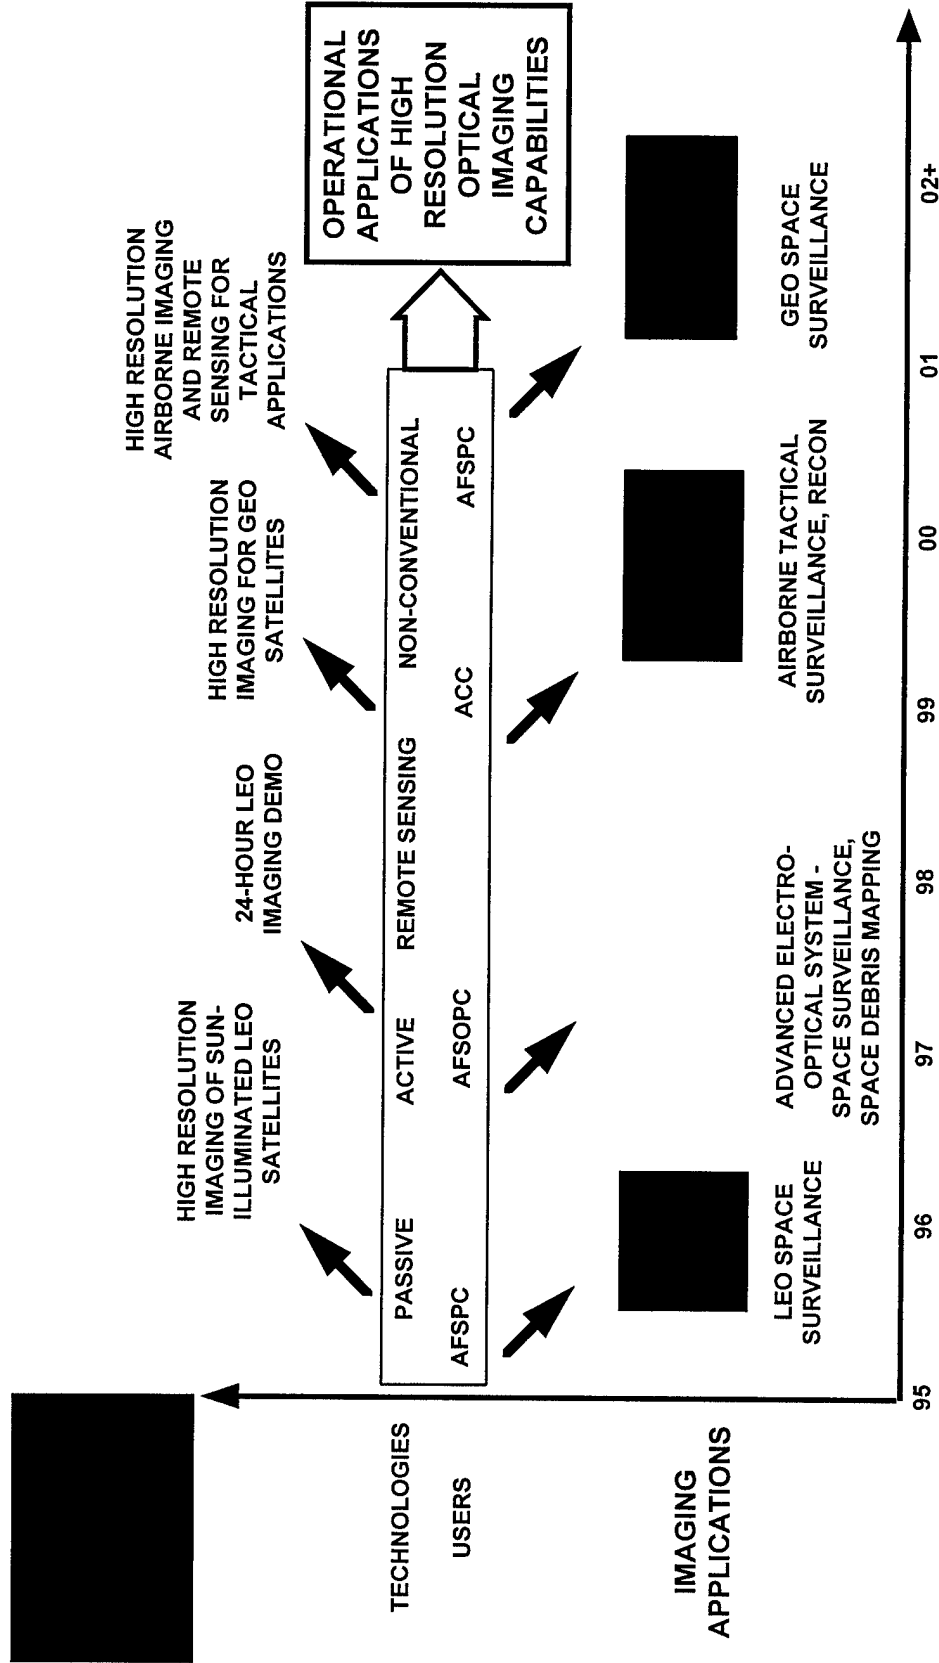 HIGH RESOLUTION
IMAGING OF SUN-
ILLUMINATED LEO
SATELLITES
24-HOUR LEO
IMAGING DEMO
HIGH RESOLUTION
IMAGING FOR GEO
SATELLITES
HIGH RESOLUTION
AIRBORNE IMAGING
AND REMOTE
SENSING FOR
TACTICAL
APPLICATIONS
TECHNOLOGIES
PASSIVE
ACTIVE
REMOTE SENSING
NON-CONVENTIONAL
USERS
AFSPC
AFSOPC
ACC
AFSPC
OPERATIONAL
APPLICATIONS
OF HIGH
RESOLUTION
OPTICAL
IMAGING
CAPABILITIES
IMAGING
APPLICATIONS
LEO SPACE
SURVEILLANCE
ADVANCED ELECTRO-
OPTICAL SYSTEM -
SPACE SURVEILLANCE,
SPACE DEBRIS MAPPING
AIRBORNE TACTICAL
SURVEILLANCE, RECON
GEO SPACE
SURVEILLANCE
95
96
97
98
99
00
01
02+